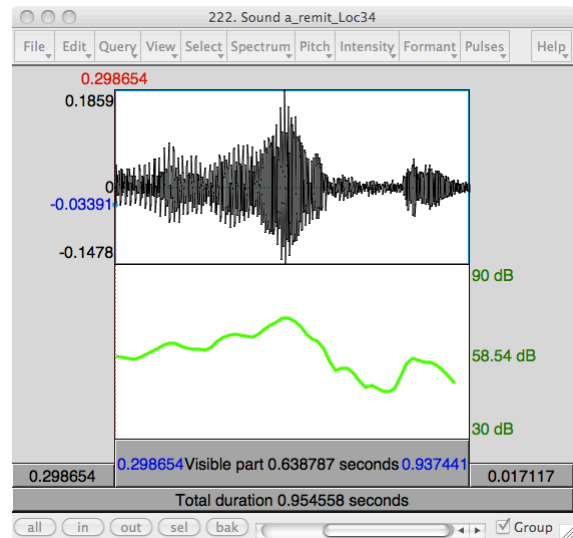 222. Sound a_remit_Loc34
File Edit Query View Select Spectrum Pitch Intensity Formant Pulses Help
0.298654
0.1859
0
-0.03391
-0.1478
90 dB
58.54 dB
30 dB
0.298654 Visible part 0.638787 seconds 0.937441
0.298654 0.017117
Total duration 0.954558 seconds
all in out sel bak Group